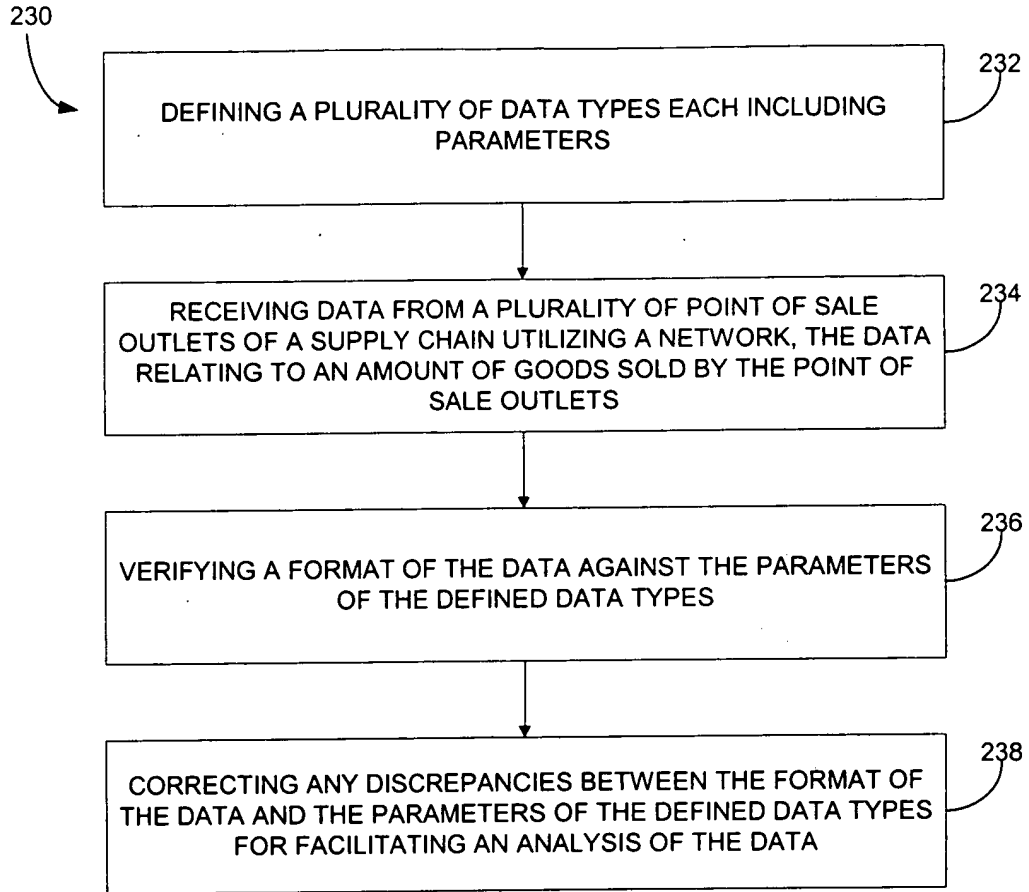 230
232
DEFINING A PLURALITY OF DATA TYPES EACH INCLUDING
PARAMETERS
234
RECEIVING DATA FROM A PLURALITY OF POINT OF SALE
OUTLETS OF A SUPPLY CHAIN UTILIZING A NETWORK, THE DATA
RELATING TO AN AMOUNT OF GOODS SOLD BY THE POINT OF
SALE OUTLETS
236
VERIFYING A FORMAT OF THE DATA AGAINST THE PARAMETERS
OF THE DEFINED DATA TYPES
238
CORRECTING ANY DISCREPANCIES BETWEEN THE FORMAT OF
THE DATA AND THE PARAMETERS OF THE DEFINED DATA TYPES
FOR FACILITATING AN ANALYSIS OF THE DATA